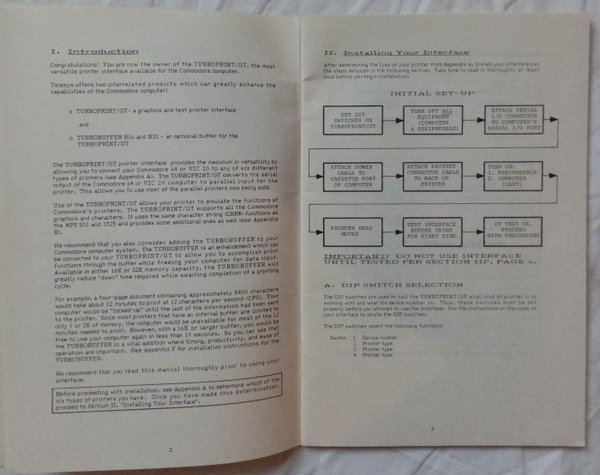 I. Introduction
Congratulations! You are now the owner of the TURBOPRINT/GT, the most
versatile printer interface available for the Commodore computer.
Telesys offers two interrelated products which can greatly enhance the
capabilities of the Commodore computer:
o TURBOPRINT/GT- a graphics and text printer interface
and
o TURBOBUFFER B16 and B32 - an optional buffer for the
TURBOPRINT/GT
The TURBOPRINT/GT printer interface provides the maximum in versatility by
allowing you to connect your Commodore 64 or VIC 20 to any of six different
types of printers (see Appendix A). The TURBOPRINT/GT converts the serial
output of the Commodore 64 or VIC 20 computer to parallel input for the
printer. This allows you to use most of the parallel printers now being sold.
Use of the TURBOPRINT/GT allows your printer to emulate the functions of
Commodore's printers. The TURBOPRINT/GT supports all the Commodore
graphics and characters. It uses the same character string (CHR$) functions as
the MPS 801 and 1525 and provides some additional ones as well (see Appendix
B).
We recommend that you also consider adding the TURBOBUFFER to your
Commodore computer system. The TURBOBUFFER is an enhancement which can
be connected to your TURBOPRINT/GT to allow you to accomplish print
functions through the buffer while freeing your computer for data input.
Available in either 16K or 32K memory capacity, the TURBOBUFFER will
greatly reduce "down" time required while awaiting completion of a printing
cycle.
For example, a four-page document containing approximately 8400 characters
would take about 12 minutes to print at 12 characters per second (CPS). Your
computer would be "locked-up" until the last of the information had been sent
to the printer. Since most printers that have an internal buffer are limited to
only 1 or 2K of memory, the computer would be unavailable for most of the 12
minutes needed to print. However, with a 16K or larger buffer, you would be
free to use your computer again in less than 19 seconds. So you can see that
the TURBOBUFFER is a vital addition where timing, productivity, and ease of
operation are important. (See Appendix F for installation instructions for the
TURBOBUFFER.
We recommend that you read this manual thoroughly prior to using your
interface.
Before proceeding with installation, see Appendix A to determine which of the
six types of printers you have. Once you have made this determination,
proceed to Section II, "Installing Your Interface".
2
II. Installing Your Interface
After determining the type of your printer from Appendix A, install your interface per
the steps detailed in the following section. Take time to read it thoroughly at least
once before you install your interface.
INITIAL SET-UP
SET DIP
SWITCHES ON
TURBOPRINT/GT
TURN OFF ALL
EQUIPMENT
(COMPUTER
& PERIPHERALS)
ATTACH SERIAL
I/O CONNECTOR
TO COMPUTER'S
SERIAL I/O PORT
ATTACH POWER
CABLE TO
CASSETTE PORT
OF COMPUTER
ATTACH PRINTER
CONNECTOR CABLE
TO BACK OF
PRINTER
TURN ON:
1. PERIPHERALS
2. COMPUTER
(LAST)
PRINTER READ
NOTES
TEST INTERFACE
BEFORE USING
FOR FIRST TIME
IF TEST OK,
PROCEED
WITH PROCESSING
IMPORTANT: DO NOT USE INTERFACE
UNTIL TESTED PER SECTION III, PAGE 6.
A. DIP SWITCH SELECTION
The DIP switches are used to tell the TURBOPRINT/GT what kind of printer it is
working with and what its device number is. Thus, these switches must be set
properly before you attempt to use the interface. Use the instructions in the case of
your interface to locate the DIP switches.
The DIP switches select the following functions:
Switch 1 Device number
2 Printer type
3 Printer type
4 Printer type
3